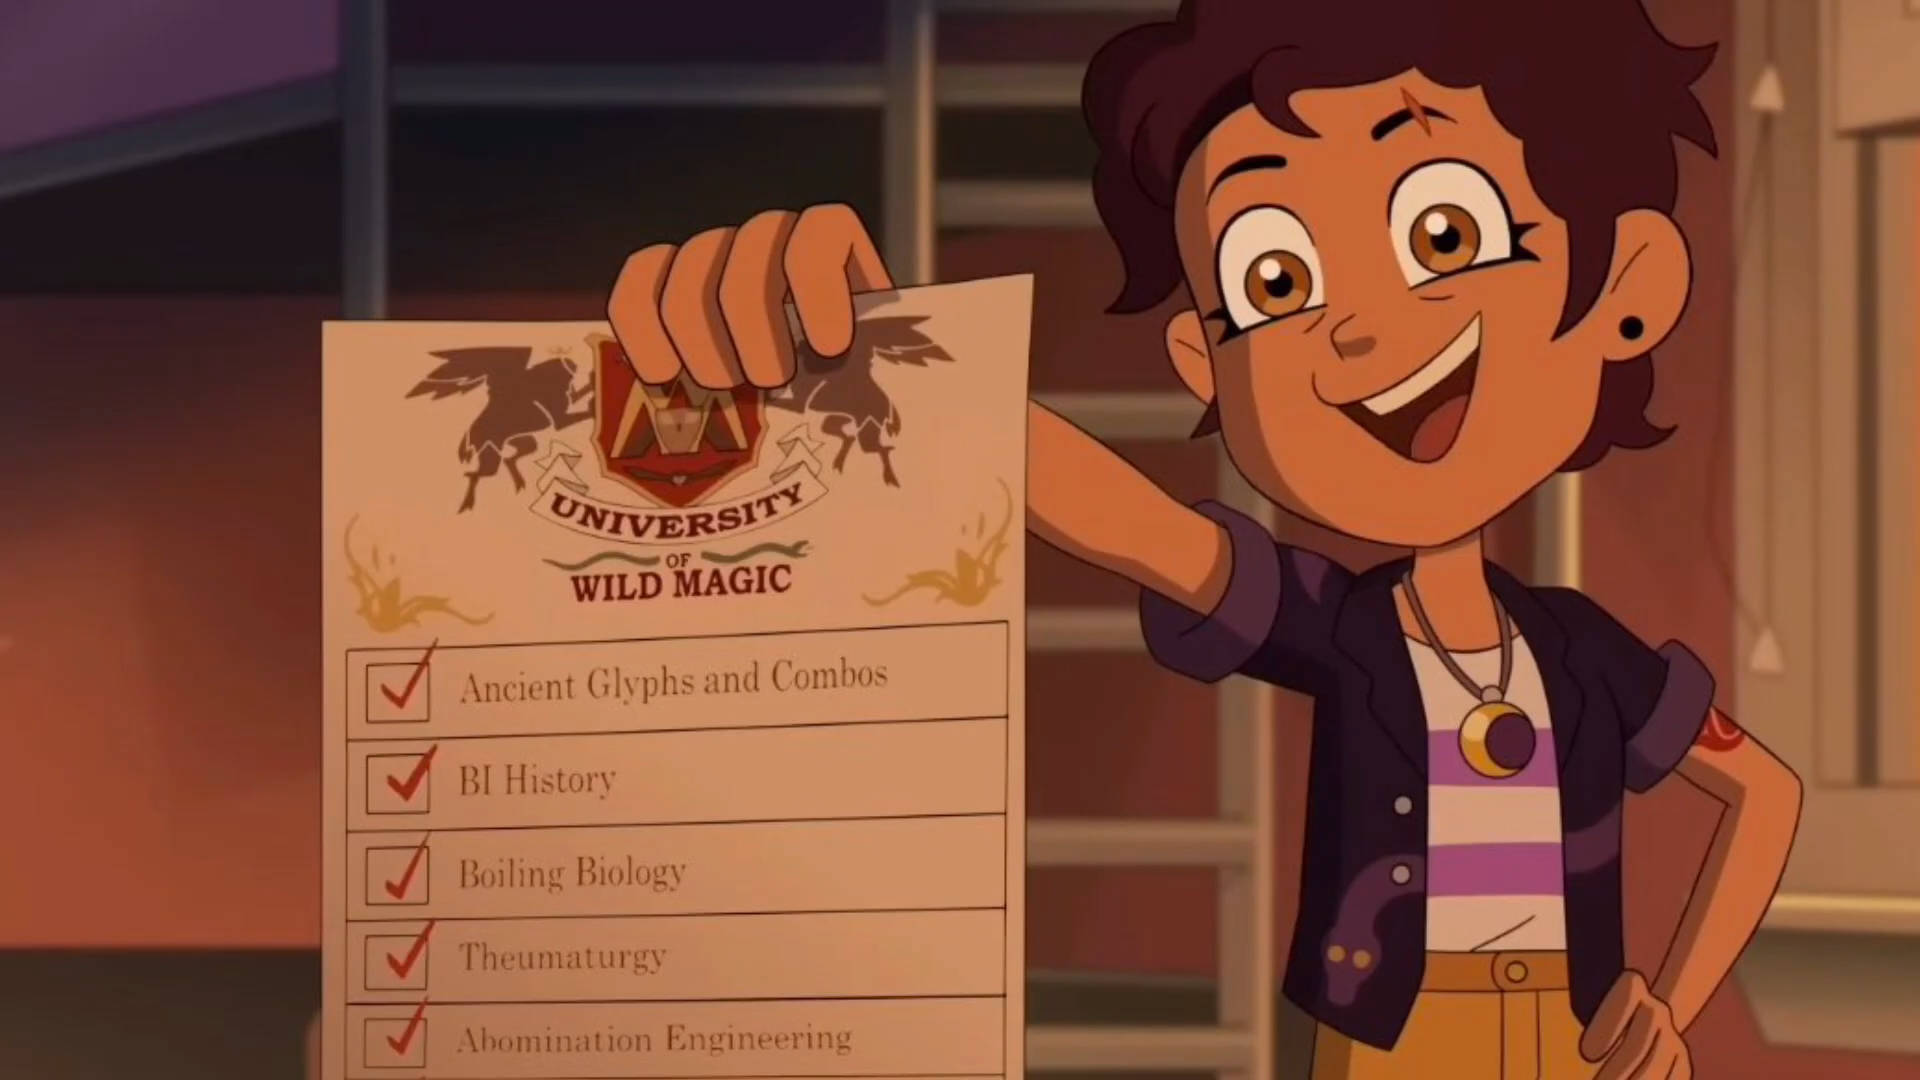 UNIVERSITY
OF
WILD MAGIC
Ancient Glyphs and Combos
BI History
Boiling Biology
Theumaturgy
Abomination Engineering